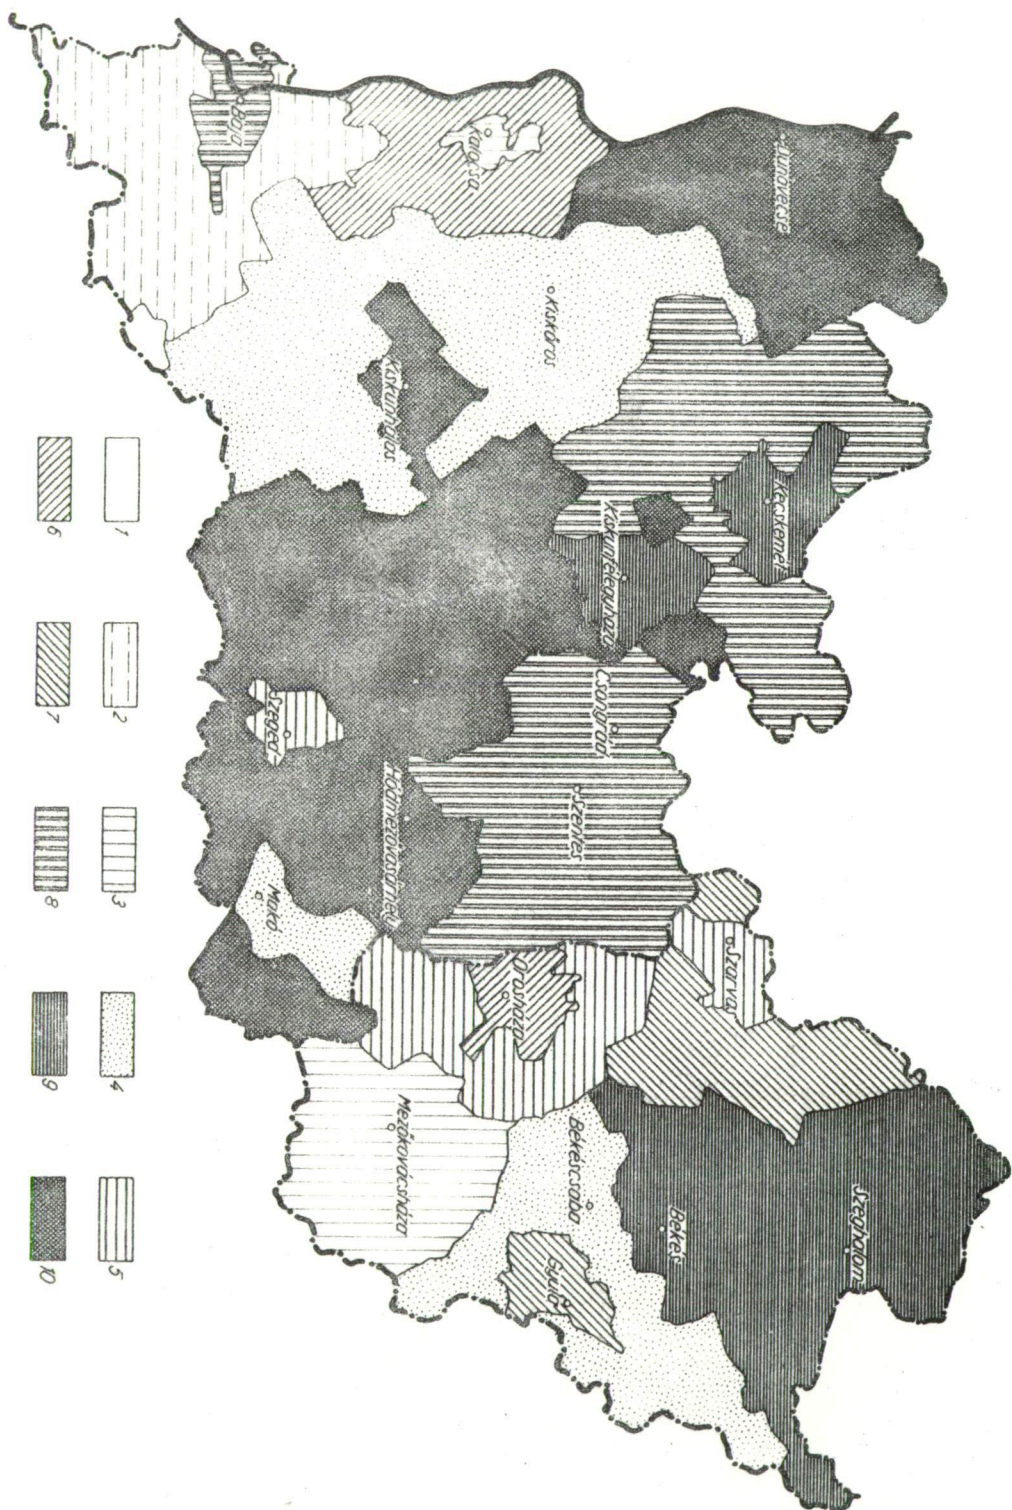 Dunavecse
Kalocsa
Baja
Kiskőrös
Kiskunhalas
Kecskemét
Kiskunfélegyháza
Csongrád
Szentes
Szeged
Hódmezővásárhely
Makó
Szarvas
Orosháza
Mezőkovácsháza
Békéscsaba
Gyula
Békés
Szeghalom
1
2
3
4
5
6
7
8
9
10